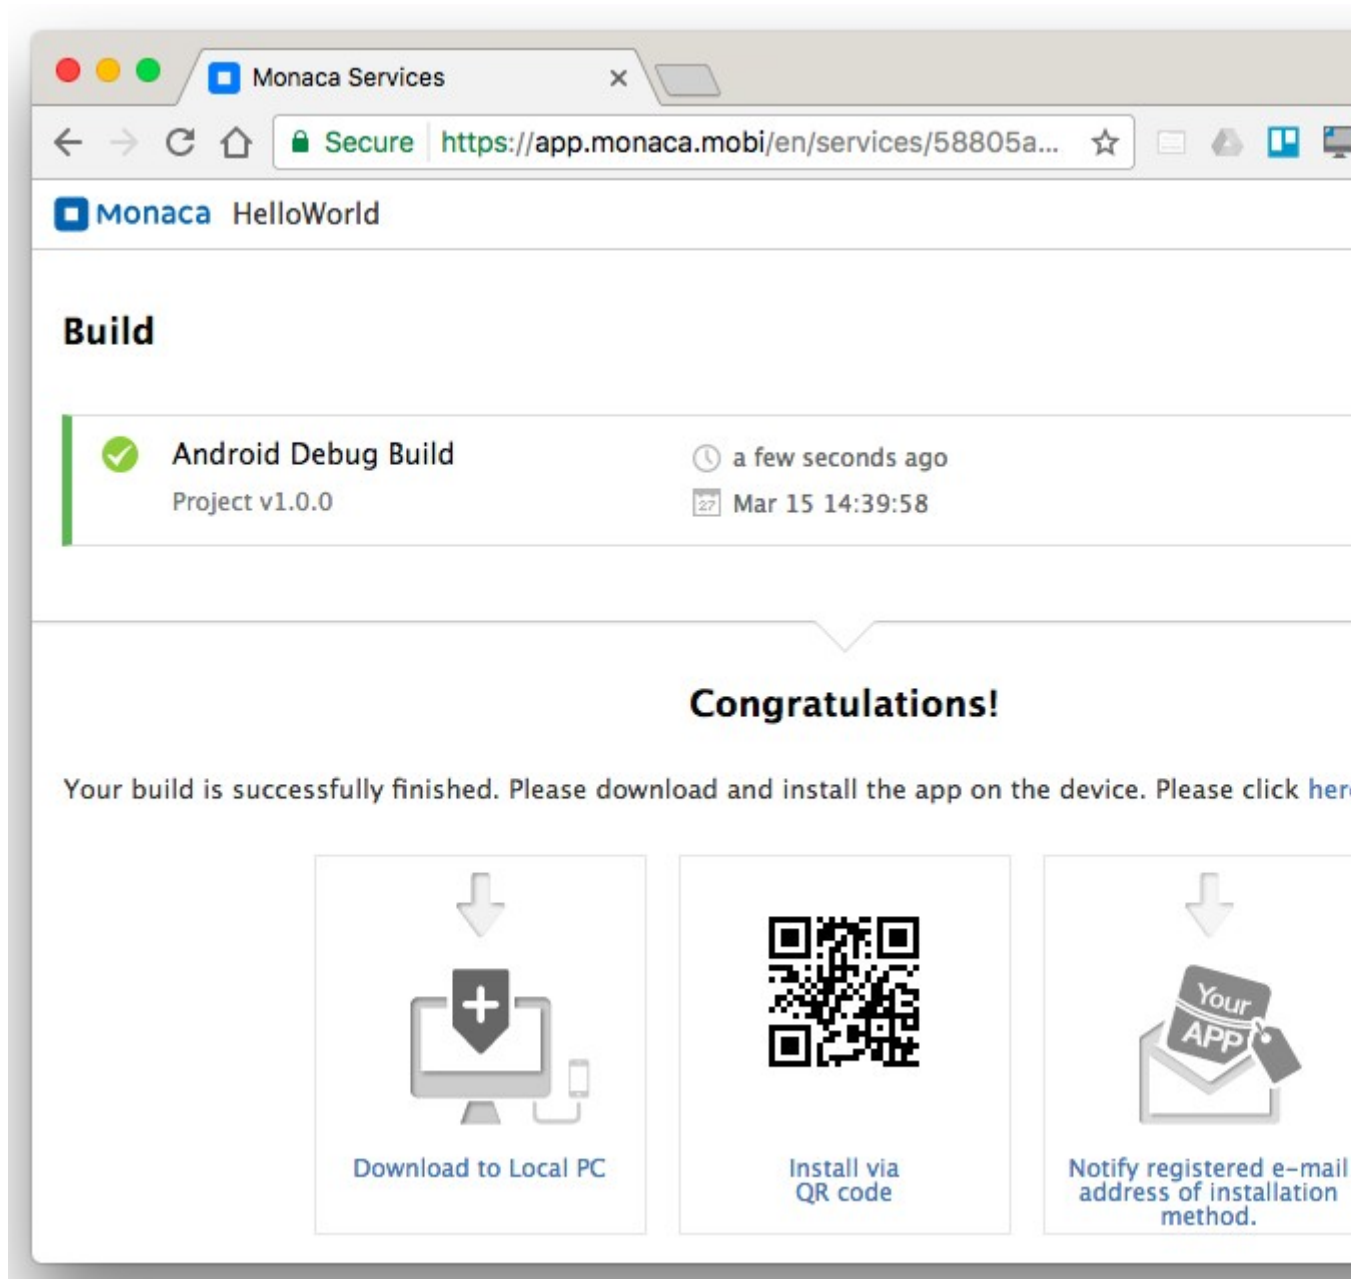 Monaca Services
Secure https://app.monaca.mobi/en/services/58805a...
Monaca HelloWorld
Build
Android Debug Build
a few seconds ago
Project v1.0.0
27
Mar 15 14:39:58
Congratulations!
Your build is successfully finished. Please download and install the app on the device. Please click
Your
APP
Download to Local PC
Install via
QR code
Notify registered e-mail
address of installation
method.